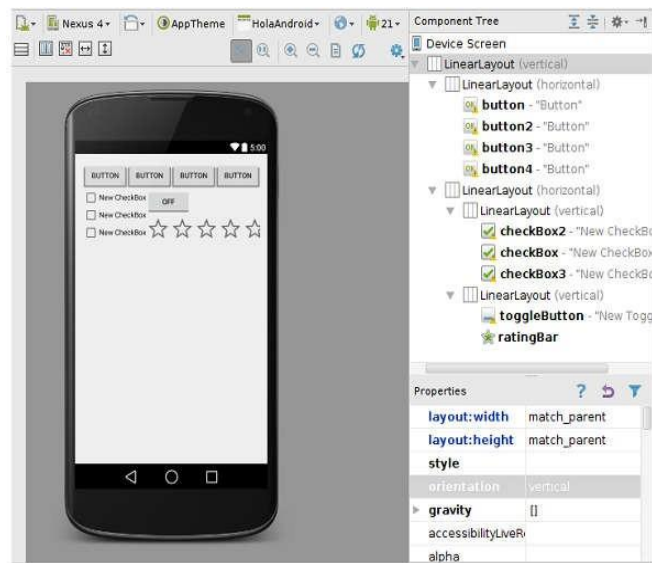 Nexus 4 AppTheme HolaAndroid 21 Component Tree
Device Screen
LinearLayout (vertical)
LinearLayout (horizontal)
button - "Button"
button2 - "Button"
button3 - "Button"
button4 - "Button"
LinearLayout (horizontal)
LinearLayout (vertical)
checkBox2 - "New CheckBo
checkBox - "New CheckBox
checkBox3 - "New CheckBo
LinearLayout (vertical)
toggleButton - "New Togg
ratingBar
5:00
BUTTON BUTTON BUTTON BUTTON
New CheckBox OFF
New CheckBox
New CheckBox
Properties ?
layout:width match_parent
layout:height match_parent
style
orientation vertical
gravity []
accessibilityLiveRe
alpha